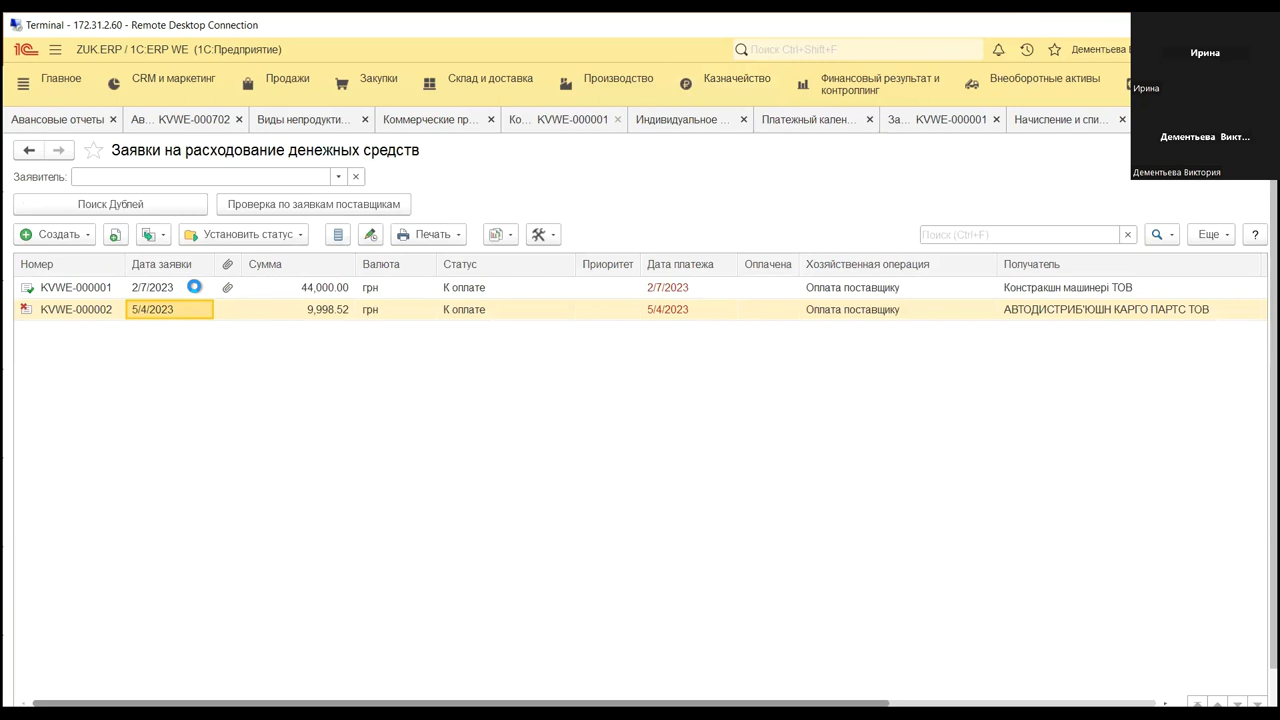 Terminal - 172.31.2.60 - Remote Desktop Connection
ZUK.ERP / 1C:ERP WE (1С:Предприятие)
Поиск Ctrl+Shift+F
Дементьева В
Главное
CRM и маркетинг
Продажи
Закупки
Склад и доставка
Производство
Казначейство
Финансовый результат и контроллинг
Внеоборотные активы
Авансовые отчеты
Ав... KVWE-000702
Виды непродукти...
Коммерческие пр...
Ко... KVWE-000001
Индивидуальное ...
Платежный кален...
За... KVWE-000001
Начисление и спи...
Ирина
Ирина
Дементьева Викт...
Дементьева Виктория
Заявки на расходование денежных средств
Заявитель:
Поиск Дублей
Проверка по заявкам поставщикам
Создать
Установить статус
Печать
Поиск (Ctrl+F)
Еще
?
Номер Дата заявки Сумма Валюта Статус Приоритет Дата платежа Оплачена Хозяйственная операция Получатель
KVWE-000001 2/7/2023 44,000.00 грн К оплате 2/7/2023 Оплата поставщику Констракшн машинері ТОВ
KVWE-000002 5/4/2023 9,998.52 грн К оплате 5/4/2023 Оплата поставщику АВТОДИСТРИБ'ЮШН КАРГО ПАРТС ТОВ